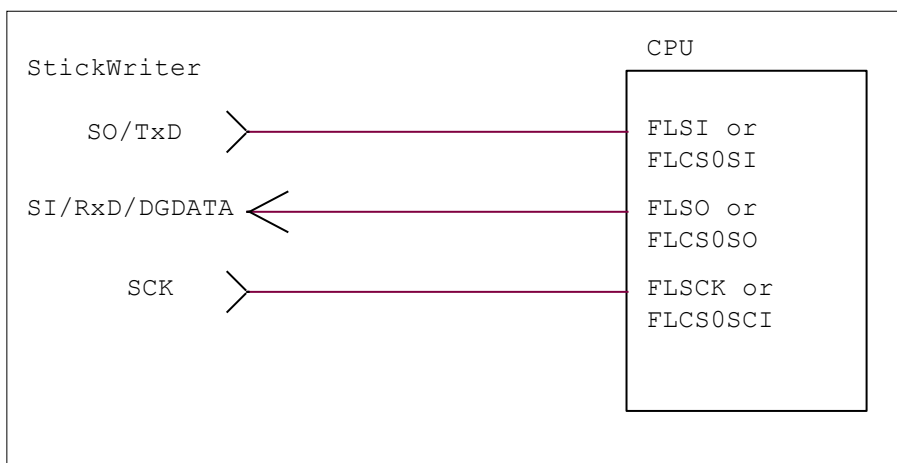 CPU
StickWriter
SO/TxD
FLSI or
FLCS0SI
SI/RxD/DGDATA
FLSO or
FLCS0SO
SCK
FLSCK or
FLCS0SCI